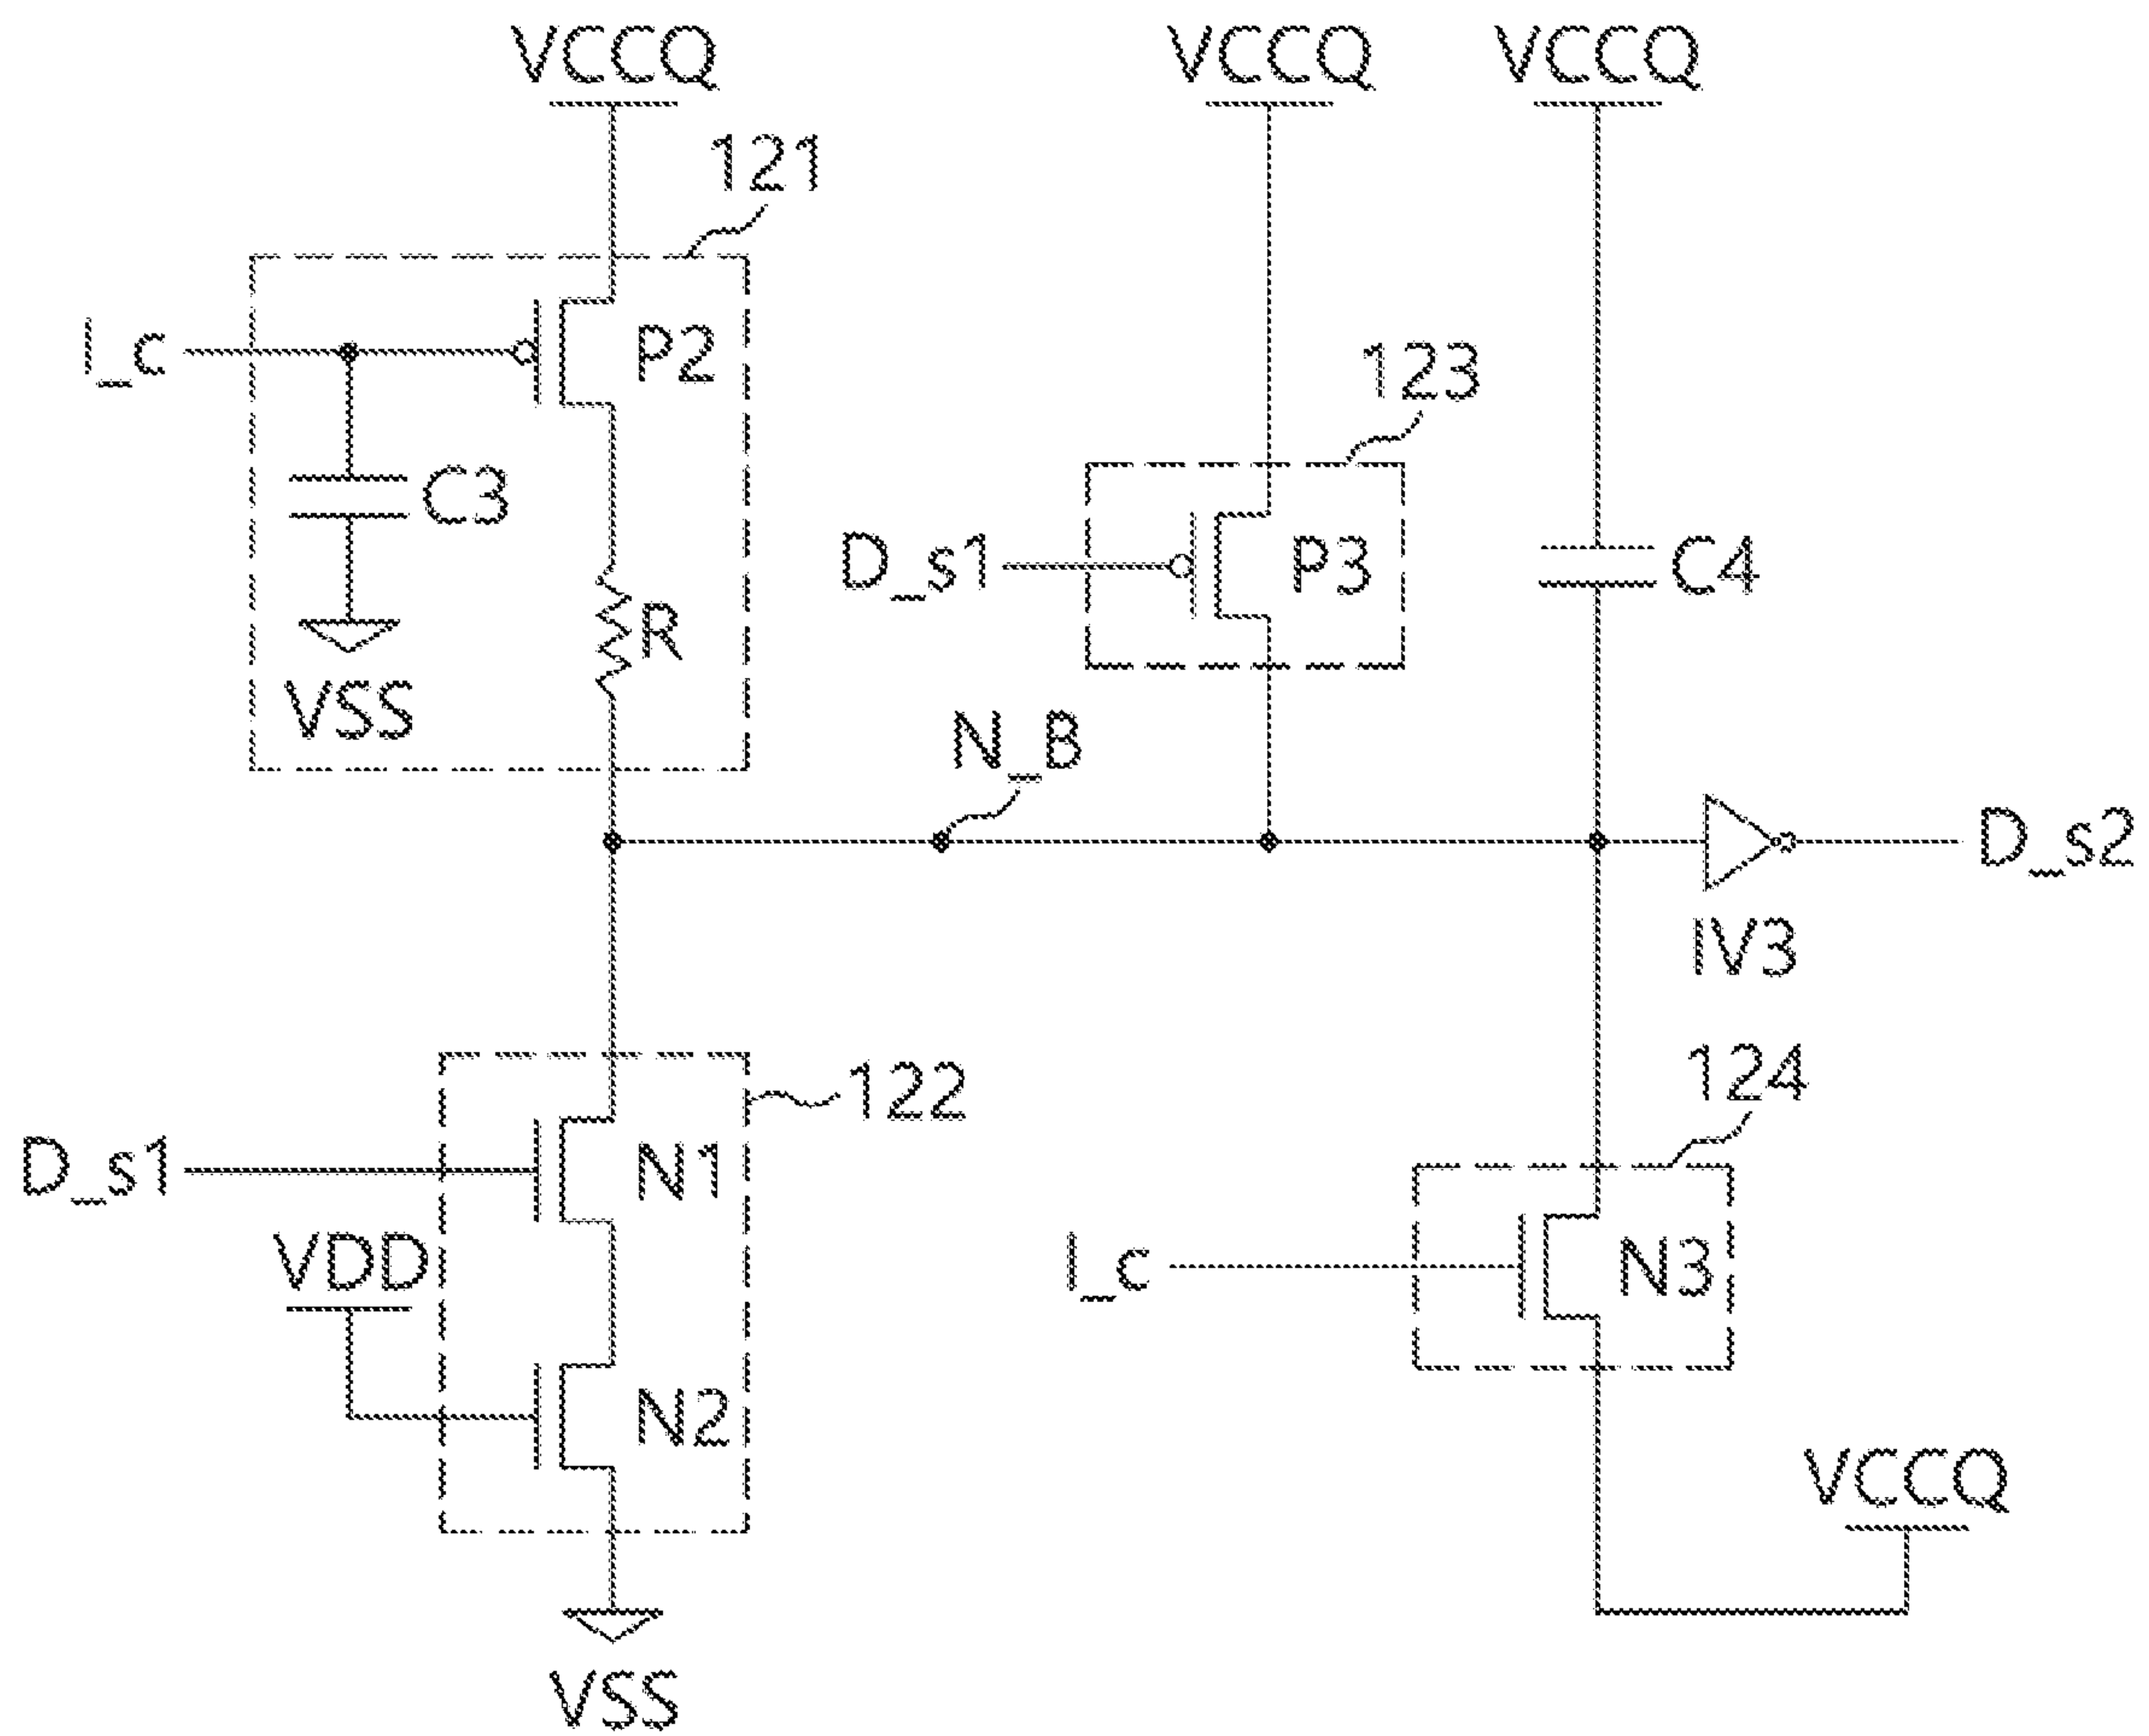 VCCQ
VCCQ
VCCQ
121
I_c
P2
123
C3
D_s1
P3
C4
R
VSS
N_B
D_s2
IV3
122
124
D_s1
N1
VDD
I_c
N3
N2
VCCQ
VSS